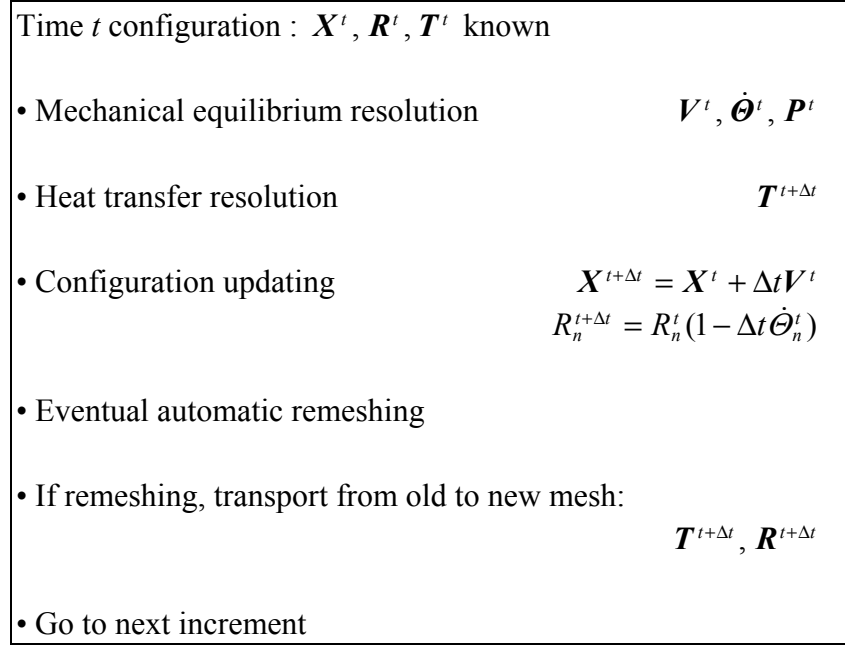 Time t configuration : X^t, R^t, T^t known
• Mechanical equilibrium resolution V^t, Θ̇^t, P^t
• Heat transfer resolution T^{t+Δt}
• Configuration updating X^{t+Δt} = X^t + ΔtV^t
R_n^{t+Δt} = R_n^t(1 − ΔtΘ̇_n^t)
• Eventual automatic remeshing
• If remeshing, transport from old to new mesh:
T^{t+Δt}, R^{t+Δt}
• Go to next increment